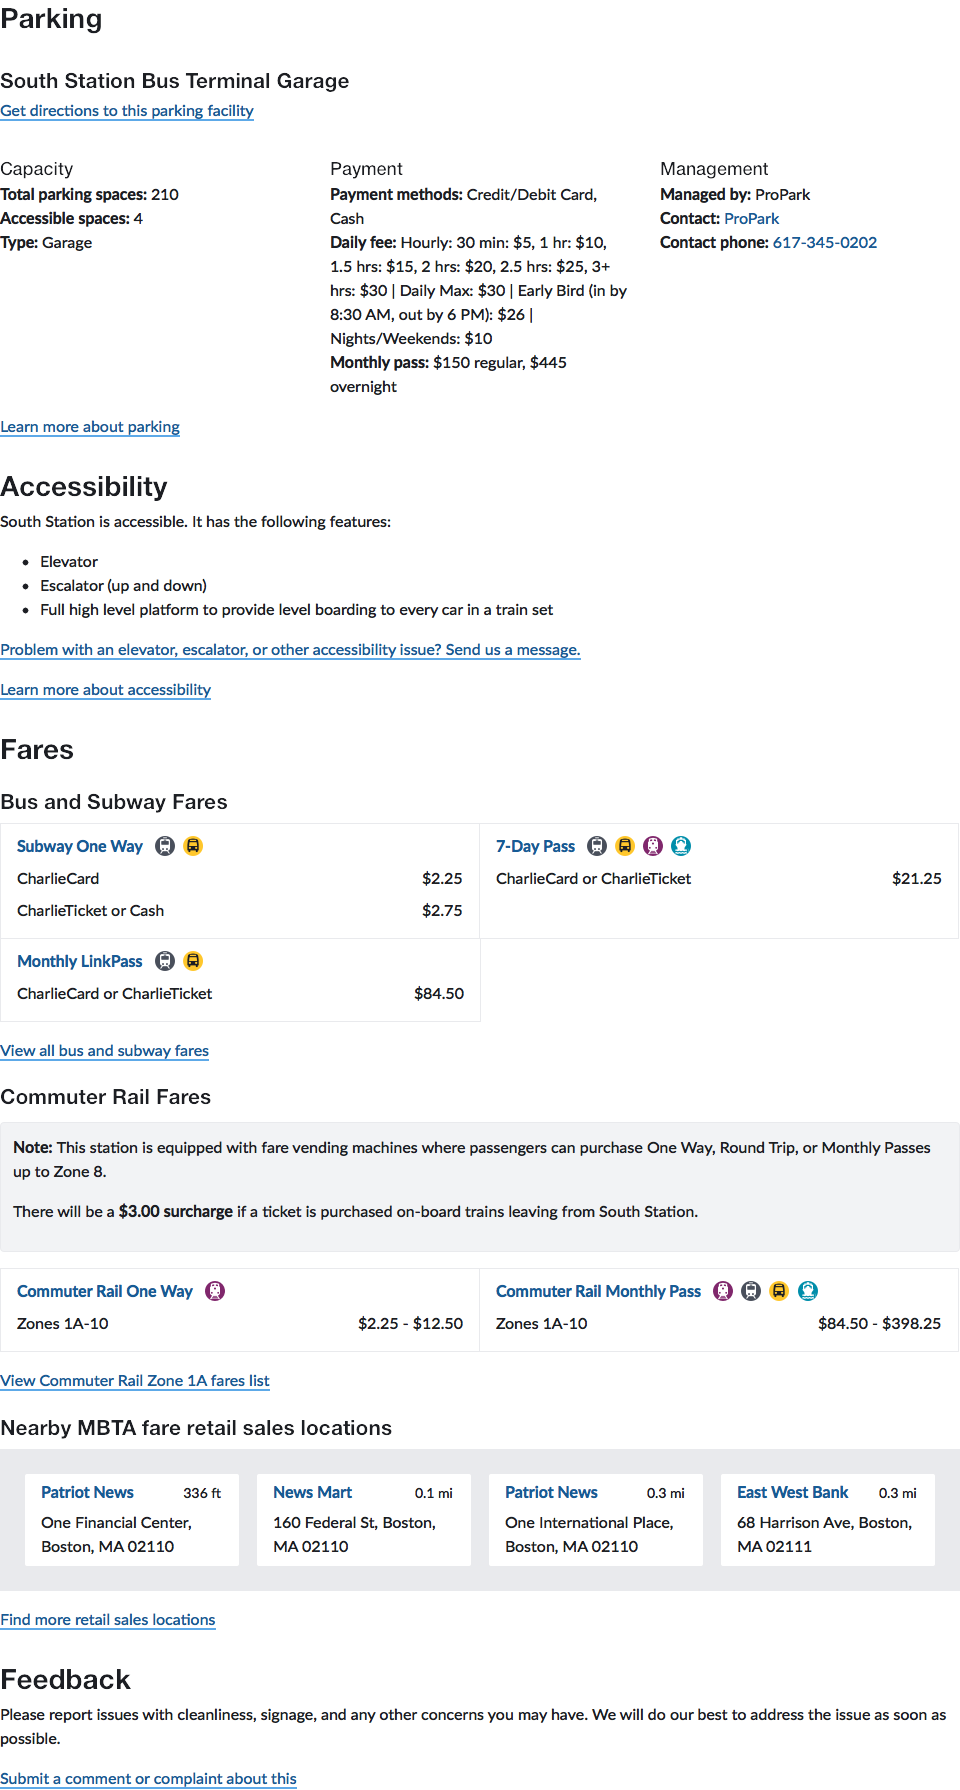 Parking
South Station Bus Terminal Garage
Get directions to this parking facility
Capacity
Total parking spaces: 210
Accessible spaces: 4
Type: Garage
Payment
Payment methods: Credit/Debit Card,
Cash
Daily fee: Hourly: 30 min: $5, 1 hr: $10,
1.5 hrs: $15, 2 hrs: $20, 2.5 hrs: $25, 3+
hrs: $30 | Daily Max: $30 | Early Bird (in by
8:30 AM, out by 6 PM): $26 |
Nights/Weekends: $10
Monthly pass: $150 regular, $445
overnight
Management
Managed by: ProPark
Contact: ProPark
Contact phone: 617-345-0202
Learn more about parking
Accessibility
South Station is accessible. It has the following features:
• Elevator
• Escalator (up and down)
• Full high level platform to provide level boarding to every car in a train set
Problem with an elevator, escalator, or other accessibility issue? Send us a message.
Learn more about accessibility
Fares
Bus and Subway Fares
Subway One Way
CharlieCard $2.25
CharlieTicket or Cash $2.75
7-Day Pass
CharlieCard or CharlieTicket $21.25
Monthly LinkPass
CharlieCard or CharlieTicket $84.50
View all bus and subway fares
Commuter Rail Fares
Note: This station is equipped with fare vending machines where passengers can purchase One Way, Round Trip, or Monthly Passes
up to Zone 8.
There will be a $3.00 surcharge if a ticket is purchased on-board trains leaving from South Station.
Commuter Rail One Way
Zones 1A-10 $2.25 - $12.50
Commuter Rail Monthly Pass
Zones 1A-10 $84.50 - $398.25
View Commuter Rail Zone 1A fares list
Nearby MBTA fare retail sales locations
Patriot News 336 ft
One Financial Center,
Boston, MA 02110
News Mart 0.1 mi
160 Federal St, Boston,
MA 02110
Patriot News 0.3 mi
One International Place,
Boston, MA 02110
East West Bank 0.3 mi
68 Harrison Ave, Boston,
MA 02111
Find more retail sales locations
Feedback
Please report issues with cleanliness, signage, and any other concerns you may have. We will do our best to address the issue as soon as
possible.
Submit a comment or complaint about this